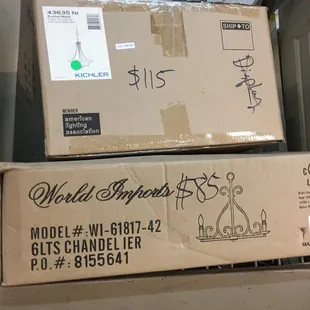 43635 NI
KICHLER
SHIP TO
$115
MEMBER
american
lighting
association
World Imports
$85
MODEL#:WI-61817-42
6LTS CHANDELIER
P.O.#: 8155641